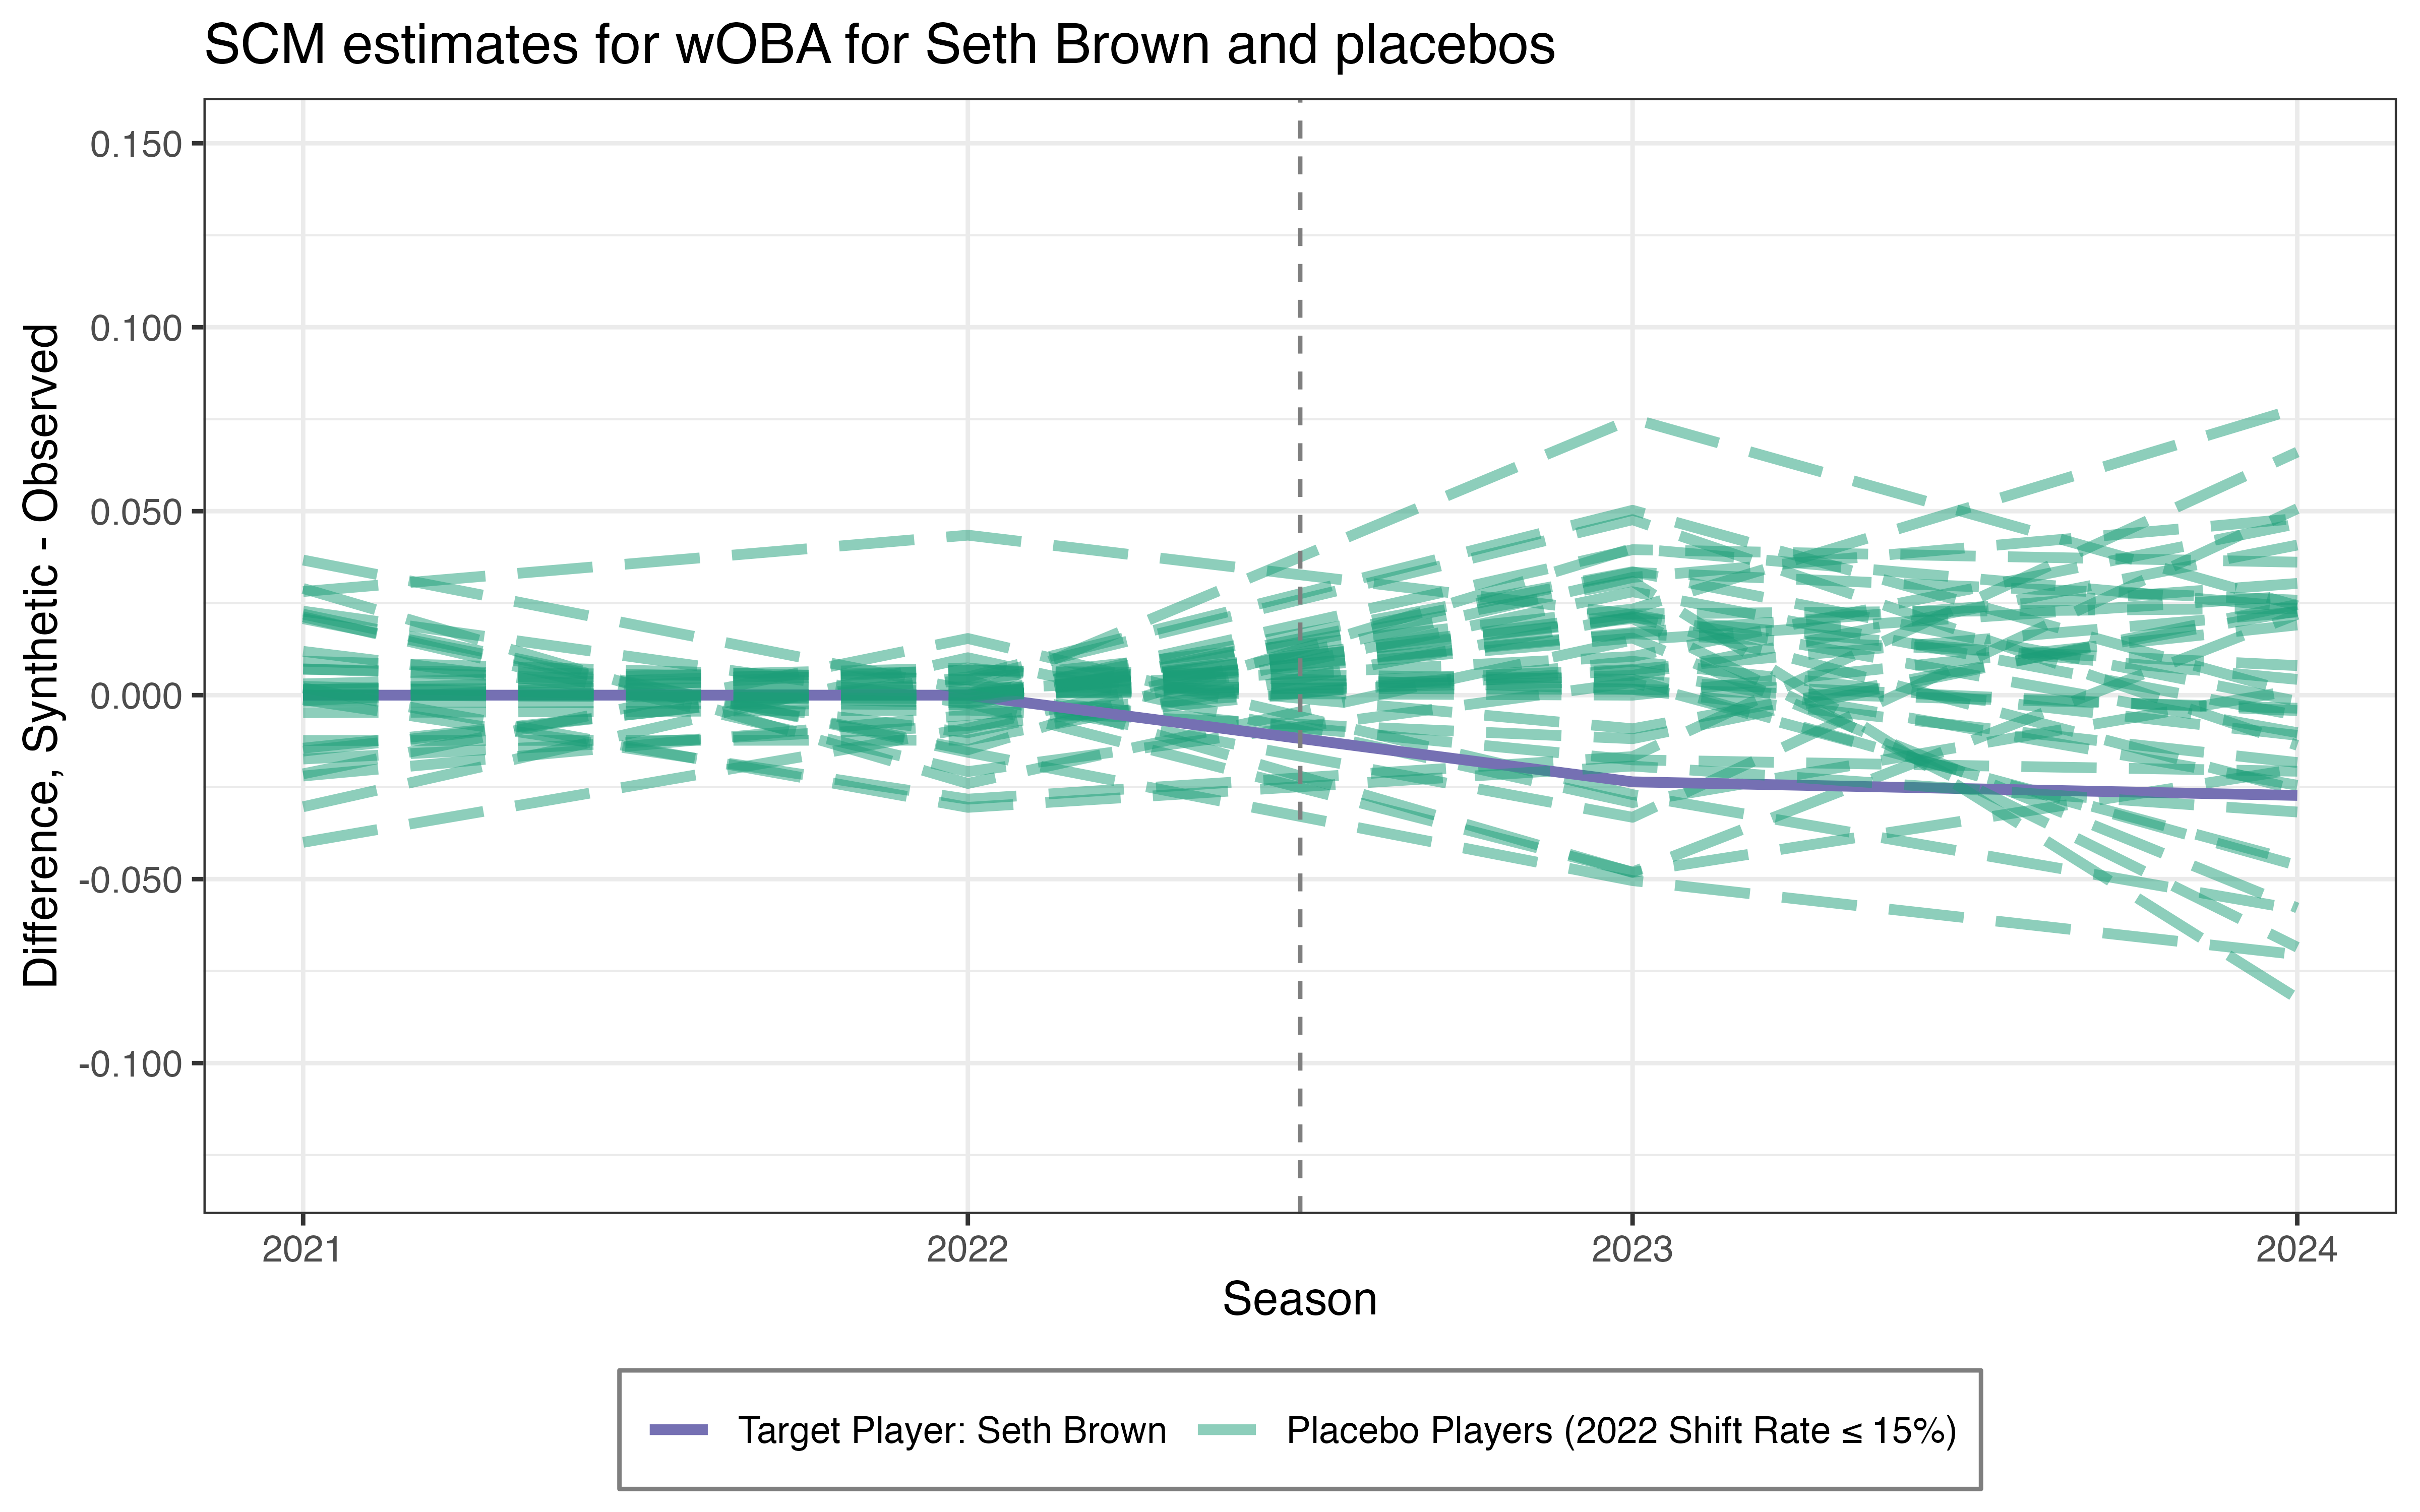 SCM estimates for wOBA for Seth Brown and placebos
Difference, Synthetic - Observed
0.150
0.100
0.050
0.000
-0.050
-0.100
2021 2022 2023 2024
Season
Target Player: Seth Brown Placebo Players (2022 Shift Rate ≤ 15%)